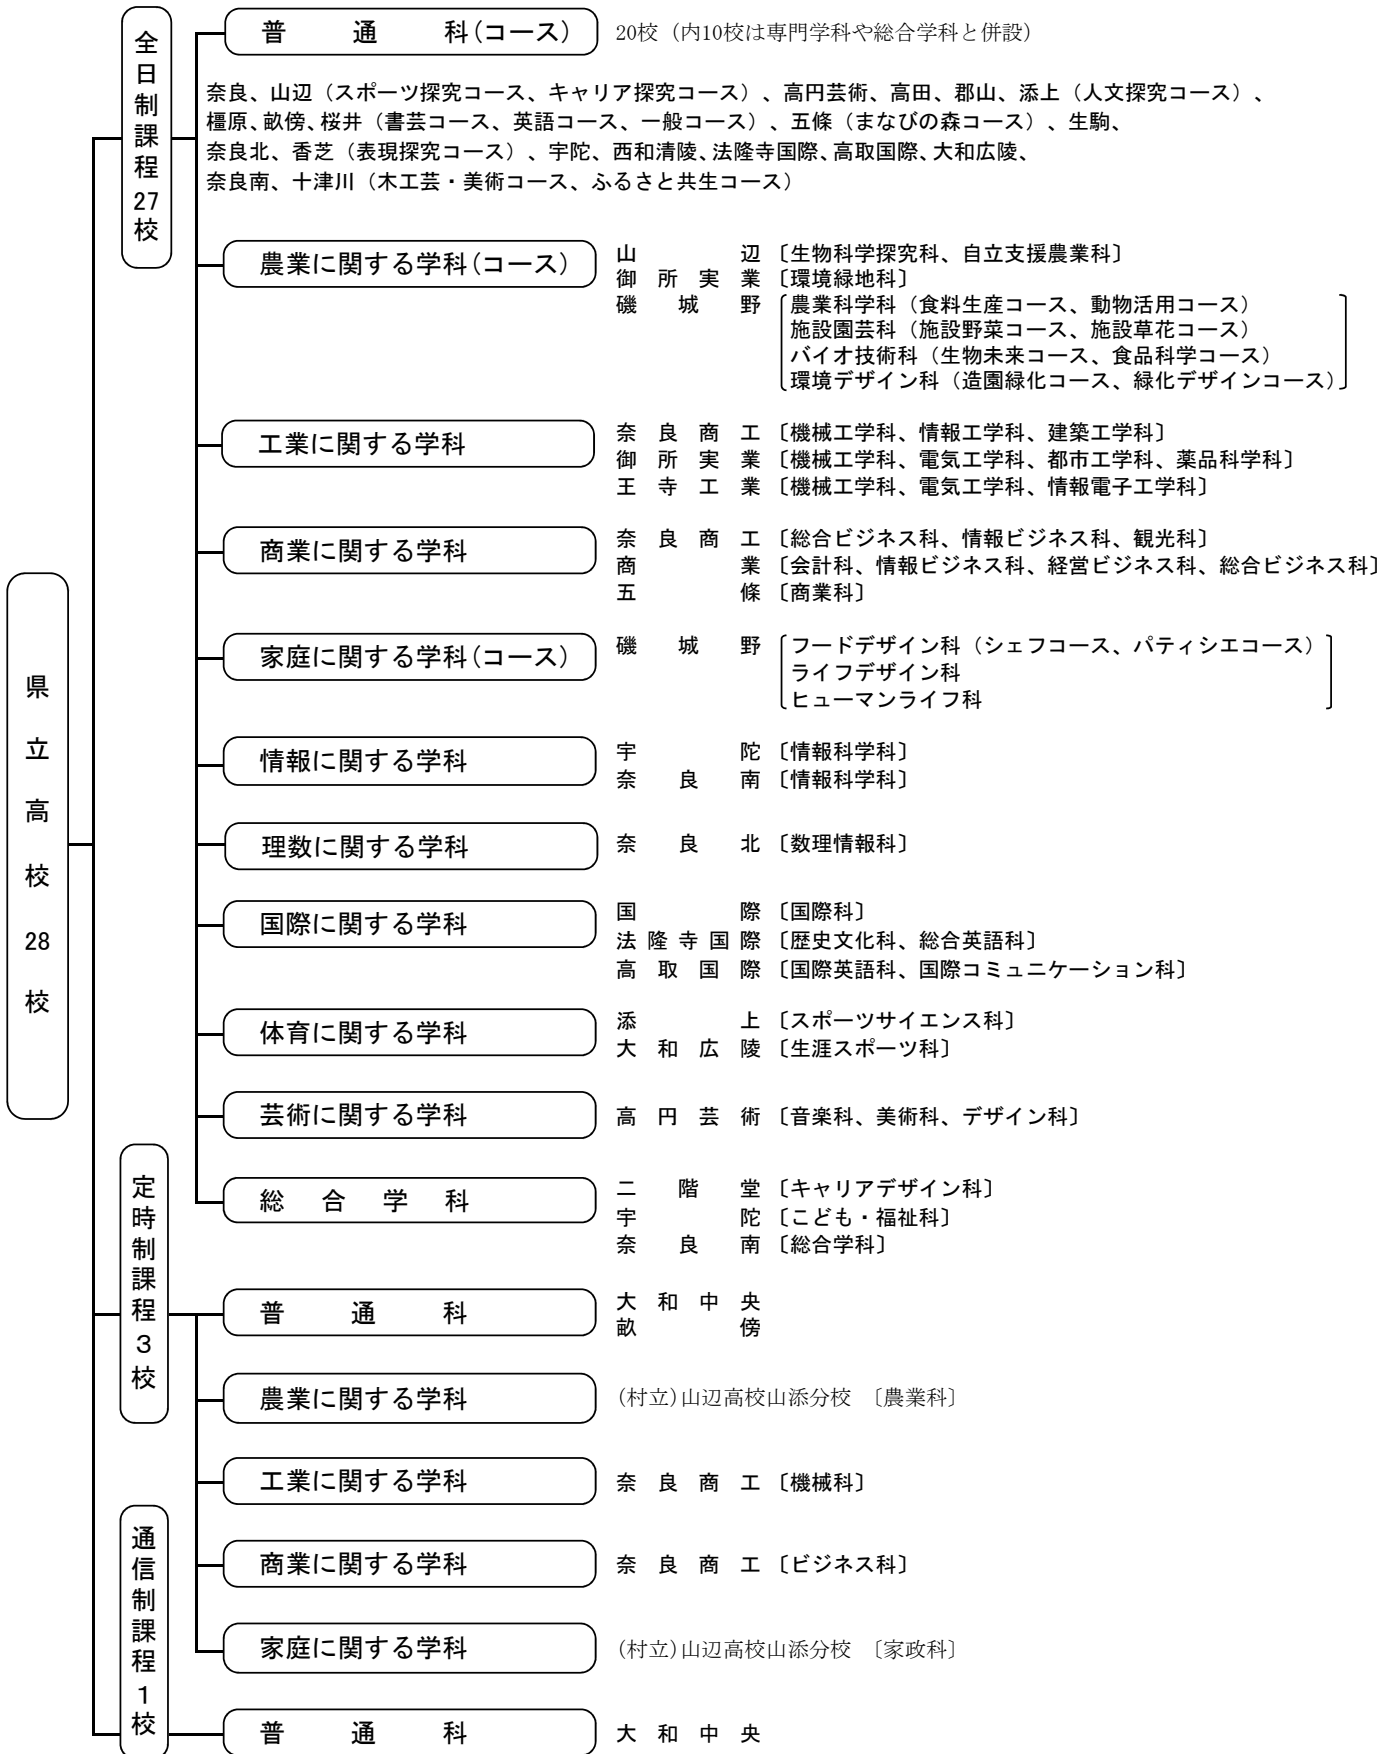 県立高校28校
全日制課程27校
普通科(コース)
20校（内10校は専門学科や総合学科と併設）
奈良、山辺（スポーツ探究コース、キャリア探究コース）、高円芸術、高田、郡山、添上（人文探究コース）、
橿原、畝傍、桜井（書芸コース、英語コース、一般コース）、五條（まなびの森コース）、生駒、
奈良北、香芝（表現探究コース）、宇陀、西和清陵、法隆寺国際、高取国際、大和広陵、
奈良南、十津川（木工芸・美術コース、ふるさと共生コース）
農業に関する学科(コース)
山辺〔生物科学探究科、自立支援農業科〕
御所実業〔環境緑地科〕
磯城野〔農業科学科（食料生産コース、動物活用コース）
施設園芸科（施設野菜コース、施設草花コース）
バイオ技術科（生物未来コース、食品科学コース）
環境デザイン科（造園緑化コース、緑化デザインコース）〕
工業に関する学科
奈良商工〔機械工学科、情報工学科、建築工学科〕
御所実業〔機械工学科、電気工学科、都市工学科、薬品科学科〕
王寺工業〔機械工学科、電気工学科、情報電子工学科〕
商業に関する学科
奈良商工〔総合ビジネス科、情報ビジネス科、観光科〕
商業〔会計科、情報ビジネス科、経営ビジネス科、総合ビジネス科〕
五條〔商業科〕
家庭に関する学科(コース)
磯城野〔フードデザイン科（シェフコース、パティシエコース）
ライフデザイン科
ヒューマンライフ科〕
情報に関する学科
宇陀〔情報科学科〕
奈良南〔情報科学科〕
理数に関する学科
奈良北〔数理情報科〕
国際に関する学科
国際〔国際科〕
法隆寺国際〔歴史文化科、総合英語科〕
高取国際〔国際英語科、国際コミュニケーション科〕
体育に関する学科
添上〔スポーツサイエンス科〕
大和広陵〔生涯スポーツ科〕
芸術に関する学科
高円芸術〔音楽科、美術科、デザイン科〕
総合学科
二階堂〔キャリアデザイン科〕
宇陀〔こども・福祉科〕
奈良南〔総合学科〕
定時制課程3校
普通科
大和中央
畝傍
農業に関する学科
(村立)山辺高校山添分校 〔農業科〕
工業に関する学科
奈良商工〔機械科〕
商業に関する学科
奈良商工〔ビジネス科〕
家庭に関する学科
(村立)山辺高校山添分校 〔家政科〕
通信制課程1校
普通科
大和中央